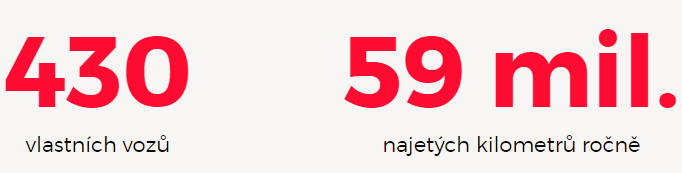 430
vlastních vozů
59 mil.
najetých kilometrů ročně